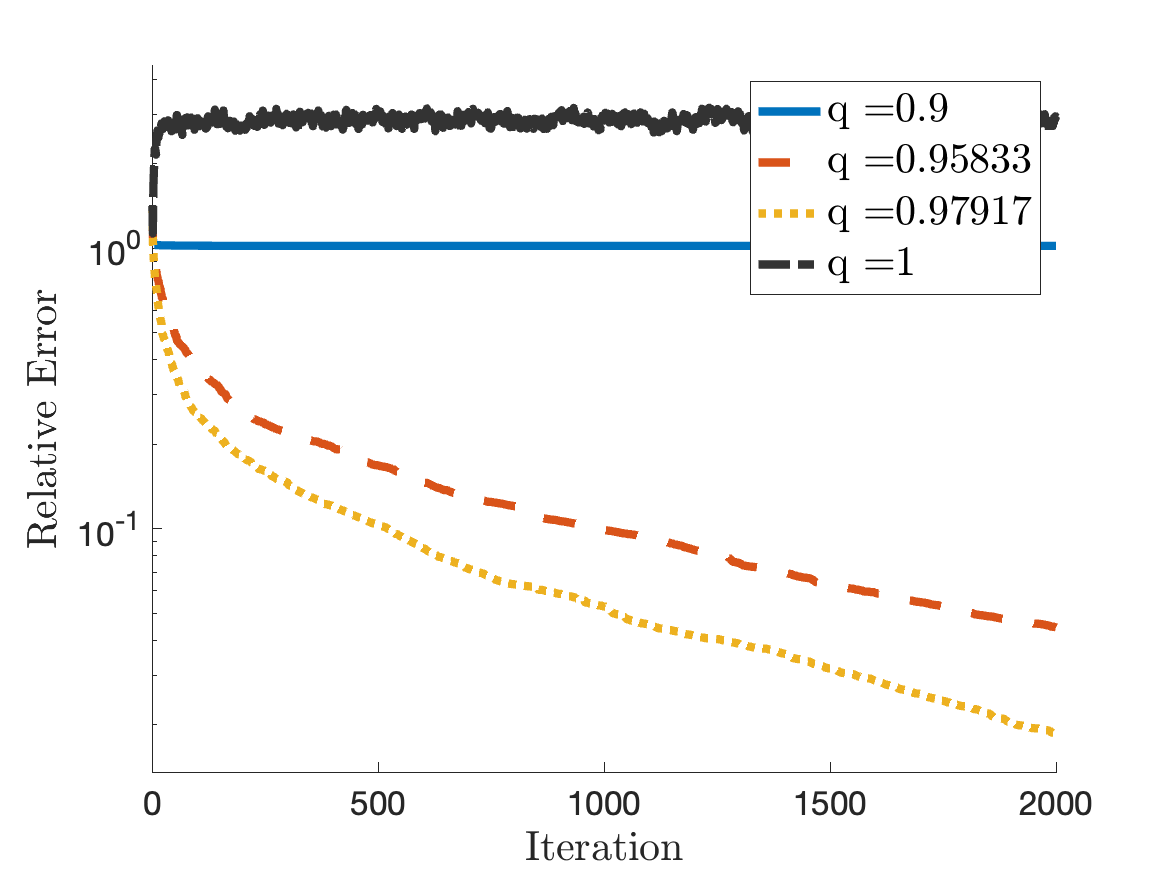 q =0.9
q =0.95833
q =0.97917
q =1
10^0
10^-1
Relative Error
0 500 1000 1500 2000
Iteration